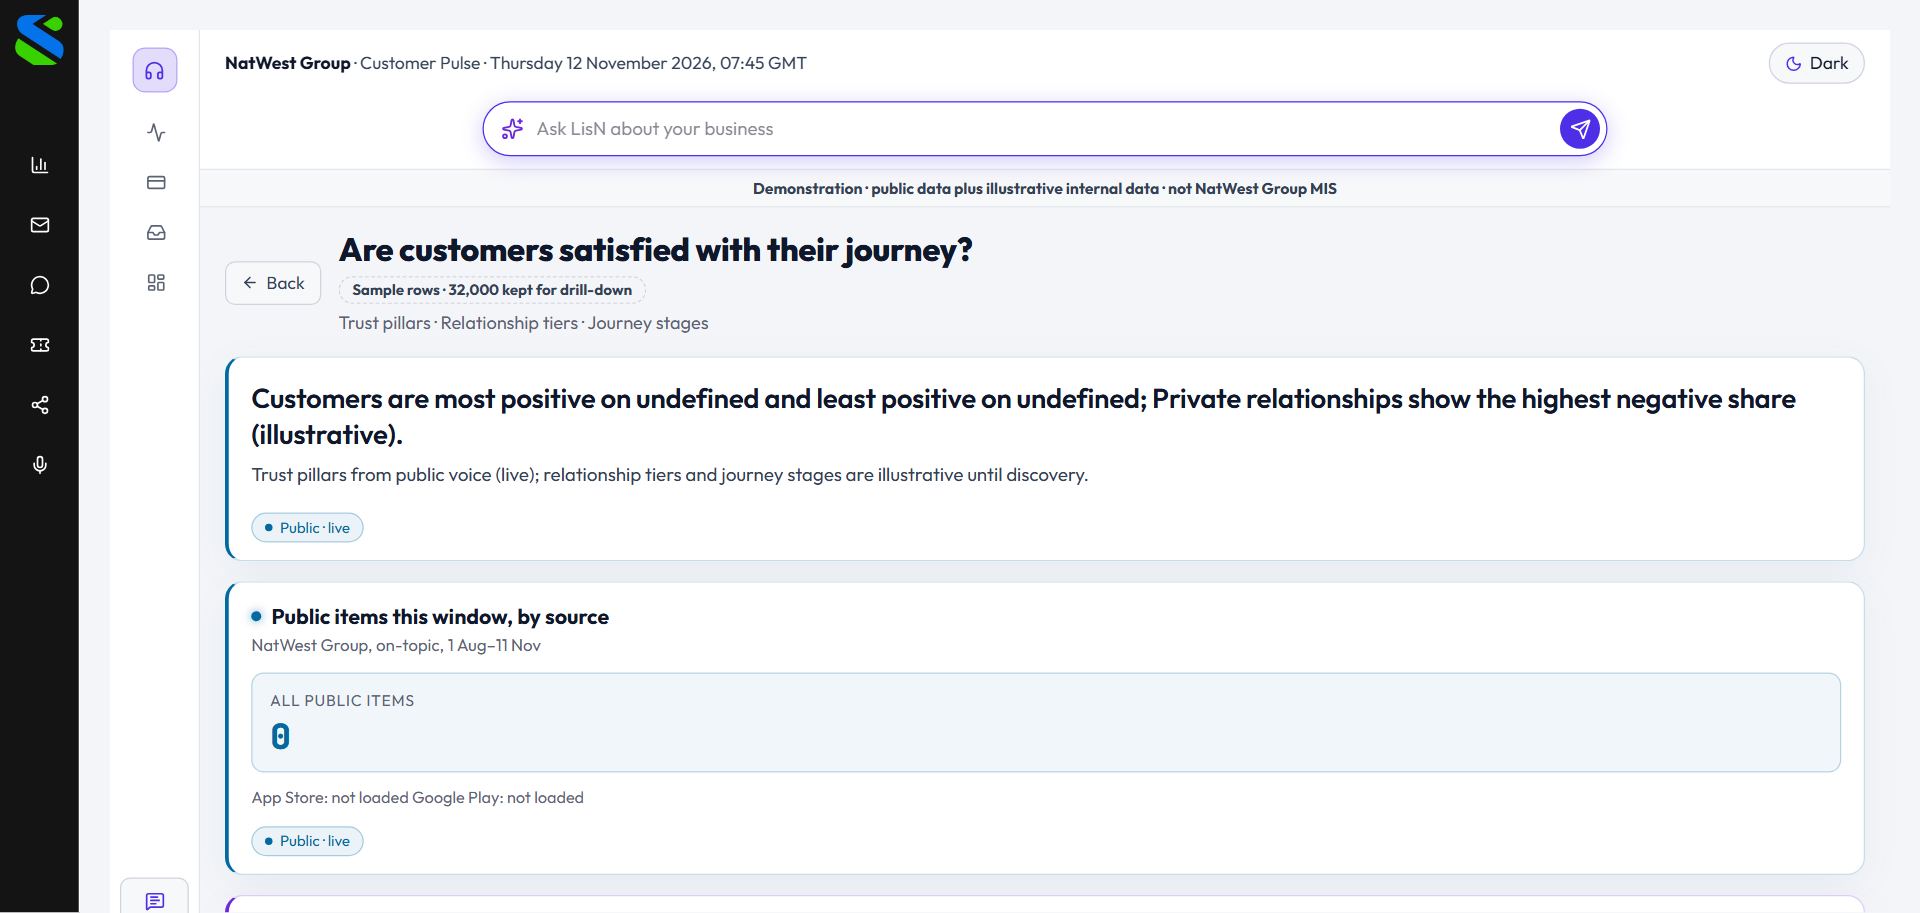 NatWest Group · Customer Pulse · Thursday 12 November 2026, 07:45 GMT
Dark
Ask LisN about your business
Demonstration · public data plus illustrative internal data · not NatWest Group MIS
Back
Are customers satisfied with their journey?
Sample rows · 32,000 kept for drill-down
Trust pillars · Relationship tiers · Journey stages
Customers are most positive on undefined and least positive on undefined; Private relationships show the highest negative share
(illustrative).
Trust pillars from public voice (live); relationship tiers and journey stages are illustrative until discovery.
Public · live
Public items this window, by source
NatWest Group, on-topic, 1 Aug–11 Nov
ALL PUBLIC ITEMS
0
App Store: not loaded Google Play: not loaded
Public · live